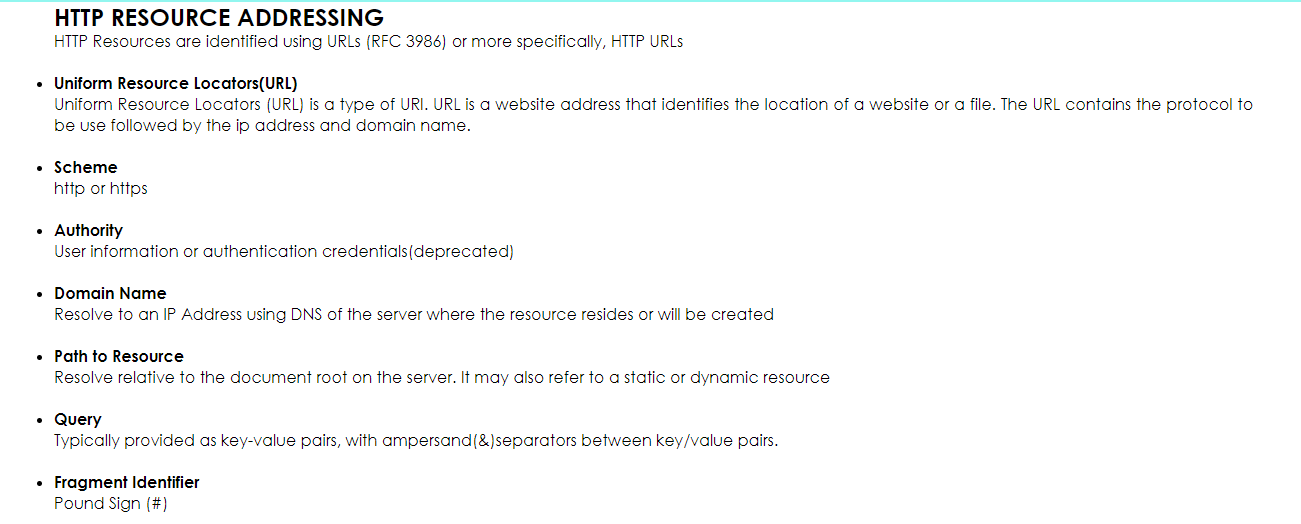 HTTP RESOURCE ADDRESSING
HTTP Resources are identified using URLs (RFC 3986) or more specifically, HTTP URLs
• Uniform Resource Locators(URL)
Uniform Resource Locators (URL) is a type of URI. URL is a website address that identifies the location of a website or a file. The URL contains the protocol to
be use followed by the ip address and domain name.
• Scheme
http or https
• Authority
User information or authentication credentials(deprecated)
• Domain Name
Resolve to an IP Address using DNS of the server where the resource resides or will be created
• Path to Resource
Resolve relative to the document root on the server. It may also refer to a static or dynamic resource
• Query
Typically provided as key-value pairs, with ampersand(&)separators between key/value pairs.
• Fragment Identifier
Pound Sign (#)